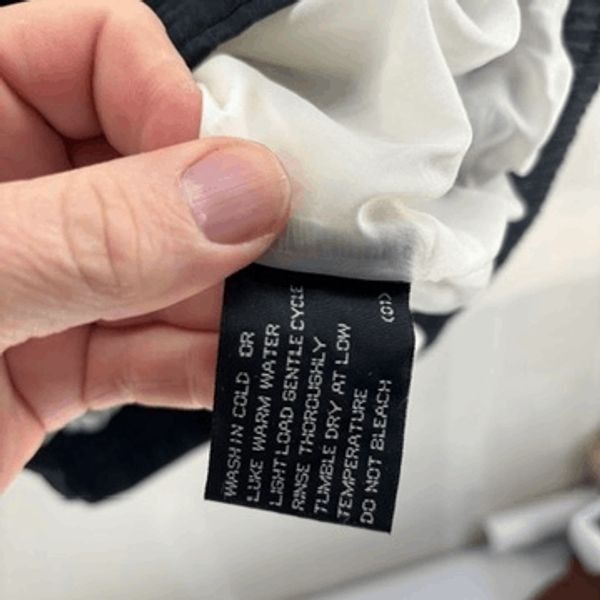 WASH IN COLD OR
LUKE WARM WATER
LIGHT LOAD GENTLE CYCLE
RINSE THOROUGHLY
TUMBLE DRY AT LOW
TEMPERATURE
DO NOT BLEACH (01)